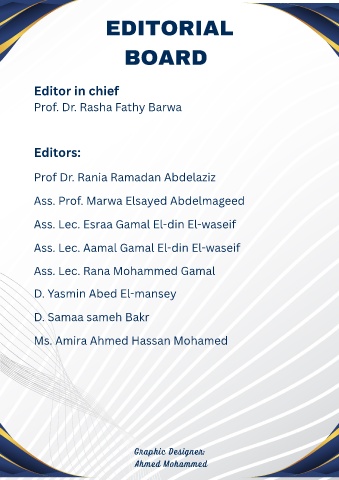 EDITORIAL
BOARD
Editor in chief
Prof. Dr. Rasha Fathy Barwa
Editors:
Prof Dr. Rania Ramadan Abdelaziz
Ass. Prof. Marwa Elsayed Abdelmageed
Ass. Lec. Esraa Gamal El-din El-waseif
Ass. Lec. Aamal Gamal El-din El-waseif
Ass. Lec. Rana Mohammed Gamal
D. Yasmin Abed El-mansey
D. Samaa sameh Bakr
Ms. Amira Ahmed Hassan Mohamed
Graphic Designer:
Ahmed Mohammed